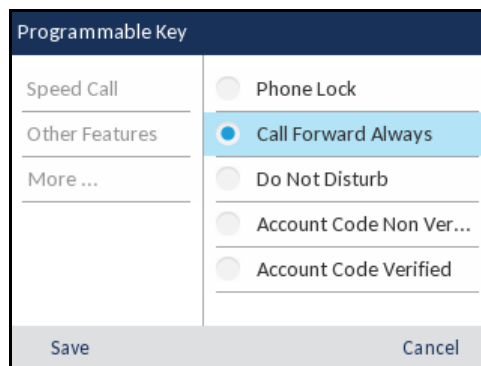 Programmable Key
Speed Call
Other Features
More ...
Phone Lock
Call Forward Always
Do Not Disturb
Account Code Non Ver...
Account Code Verified
Save
Cancel